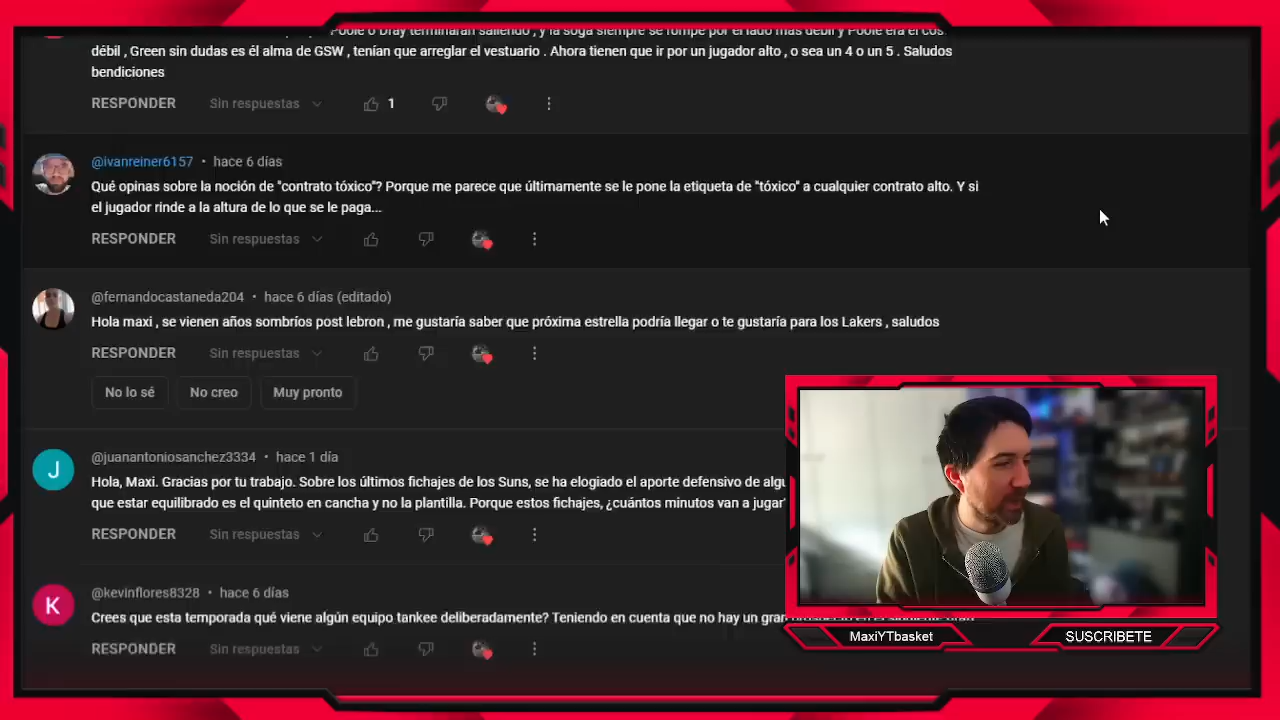 Poole o Dray terminarán saliendo , y la soga siempre se rompe por el lado más débil y Poole era el
débil , Green sin dudas es él alma de GSW , tenían que arreglar el vestuario . Ahora tienen que ir por un jugador alto , o sea un 4 o un 5 . Saludos
bendiciones
RESPONDER Sin respuestas 1
@ivanreiner6157 • hace 6 días
Qué opinas sobre la noción de "contrato tóxico"? Porque me parece que últimamente se le pone la etiqueta de "tóxico" a cualquier contrato alto. Y si
el jugador rinde a la altura de lo que se le paga...
RESPONDER Sin respuestas
@fernandocastaneda204 • hace 6 días (editado)
Hola maxi , se vienen años sombríos post lebron , me gustaría saber que próxima estrella podría llegar o te gustaría para los Lakers , saludos
RESPONDER Sin respuestas
No lo sé No creo Muy pronto
@juanantoniosanchez3334 • hace 1 día
Hola, Maxi. Gracias por tu trabajo. Sobre los últimos fichajes de los Suns, se ha elogiado el aporte defensivo de
que estar equilibrado es el quinteto en cancha y no la plantilla. Porque estos fichajes, ¿cuántos minutos van a jugar
RESPONDER Sin respuestas
J
@kevinflores8328 • hace 6 días
Crees que esta temporada qué viene algún equipo tankee deliberadamente? Teniendo en cuenta que no hay un gran
RESPONDER Sin respuestas
K
MaxiYTbasket
SUSCRIBETE